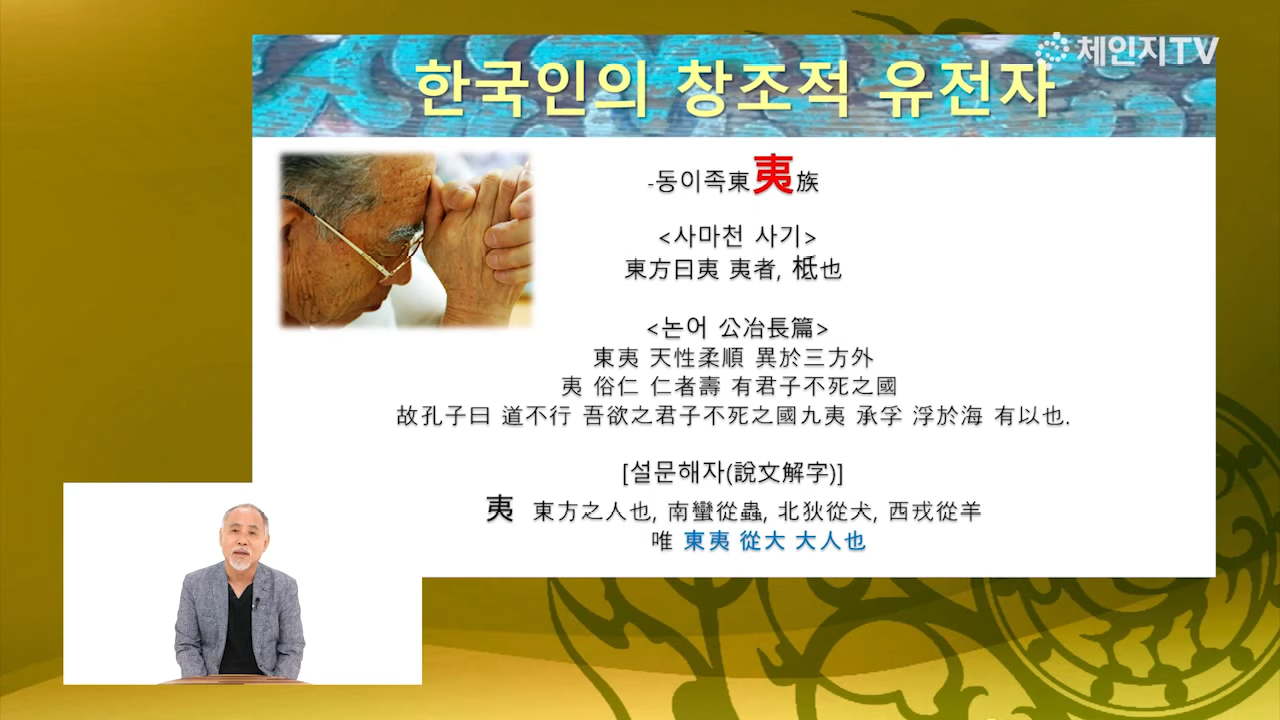 체인지TV
한국인의 창조적 유전자
-동이족東夷族
<사마천 사기>
東方曰夷 夷者, 柢也
<논어 公冶長篇>
東夷 天性柔順 異於三方外
夷 俗仁 仁者壽 有君子不死之國
故孔子曰 道不行 吾欲之君子不死之國九夷 承孚 浮於海 有以也.
[설문해자(說文解字)]
夷 東方之人也, 南蠻從蟲, 北狄從犬, 西戎從羊
唯 東夷 從大 大人也